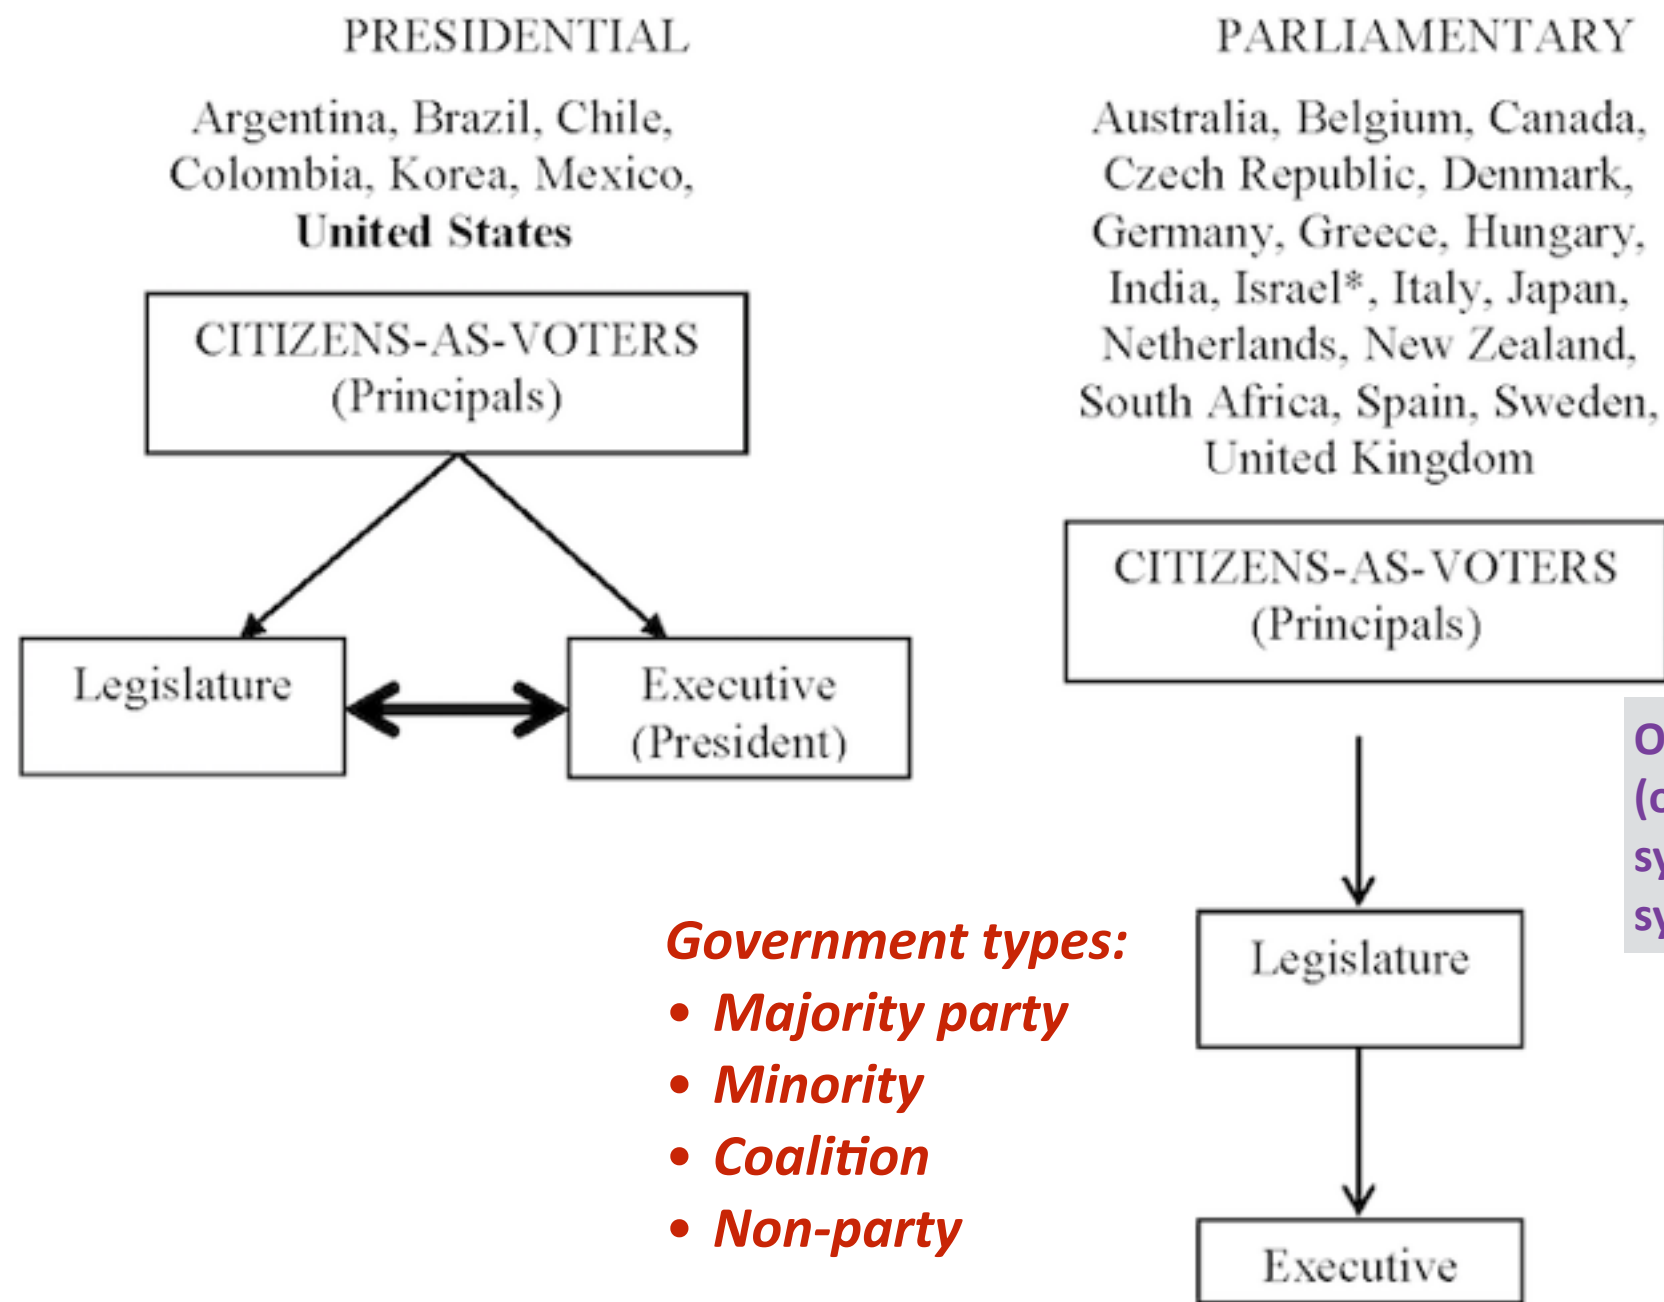 PRESIDENTIAL
Argentina, Brazil, Chile,
Colombia, Korea, Mexico,
United States
CITIZENS-AS-VOTERS
(Principals)
Legislature
Executive
(President)
PARLIAMENTARY
Australia, Belgium, Canada,
Czech Republic, Denmark,
Germany, Greece, Hungary,
India, Israel*, Italy, Japan,
Netherlands, New Zealand,
South Africa, Spain, Sweden,
United Kingdom
CITIZENS-AS-VOTERS
(Principals)
Legislature
Executive
Government types:
• Majority party
• Minority
• Coalition
• Non-party